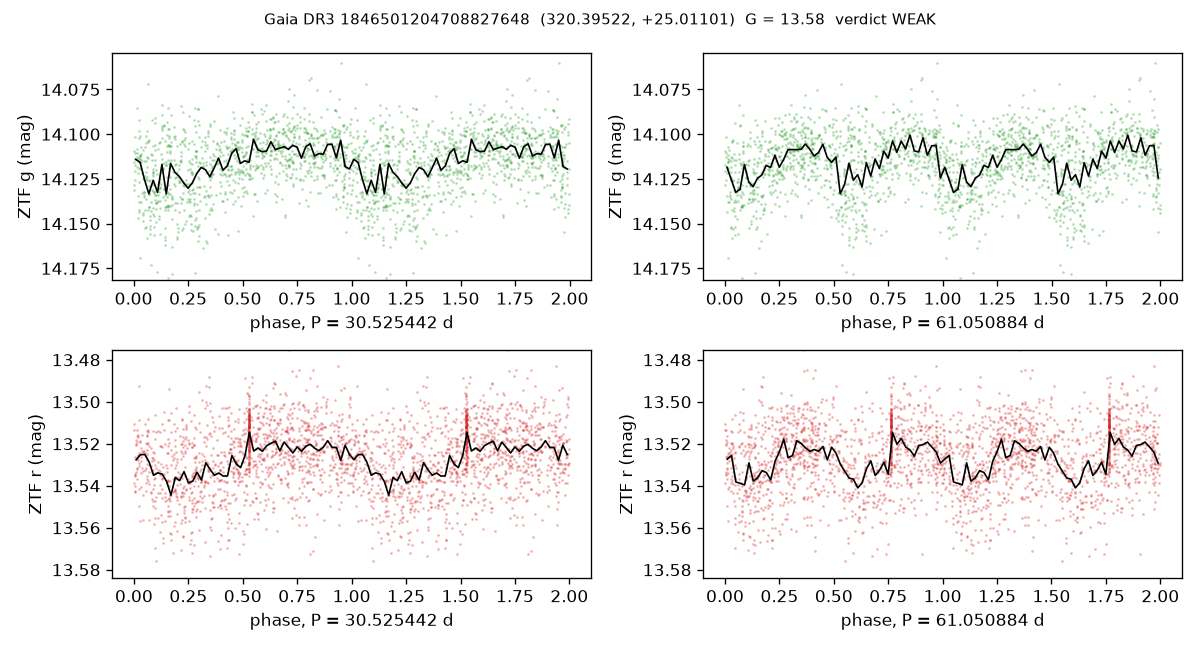 Gaia DR3 1846501204708827648  (320.39522, +25.01101)  G = 13.58  verdict WEAK
ZTF g (mag)
14.075
14.100
14.125
14.150
14.175
0.00 0.25 0.50 0.75 1.00 1.25 1.50 1.75 2.00
phase, P = 30.525442 d
ZTF g (mag)
14.075
14.100
14.125
14.150
14.175
0.00 0.25 0.50 0.75 1.00 1.25 1.50 1.75 2.00
phase, P = 61.050884 d
ZTF r (mag)
13.48
13.50
13.52
13.54
13.56
13.58
0.00 0.25 0.50 0.75 1.00 1.25 1.50 1.75 2.00
phase, P = 30.525442 d
ZTF r (mag)
13.48
13.50
13.52
13.54
13.56
13.58
0.00 0.25 0.50 0.75 1.00 1.25 1.50 1.75 2.00
phase, P = 61.050884 d